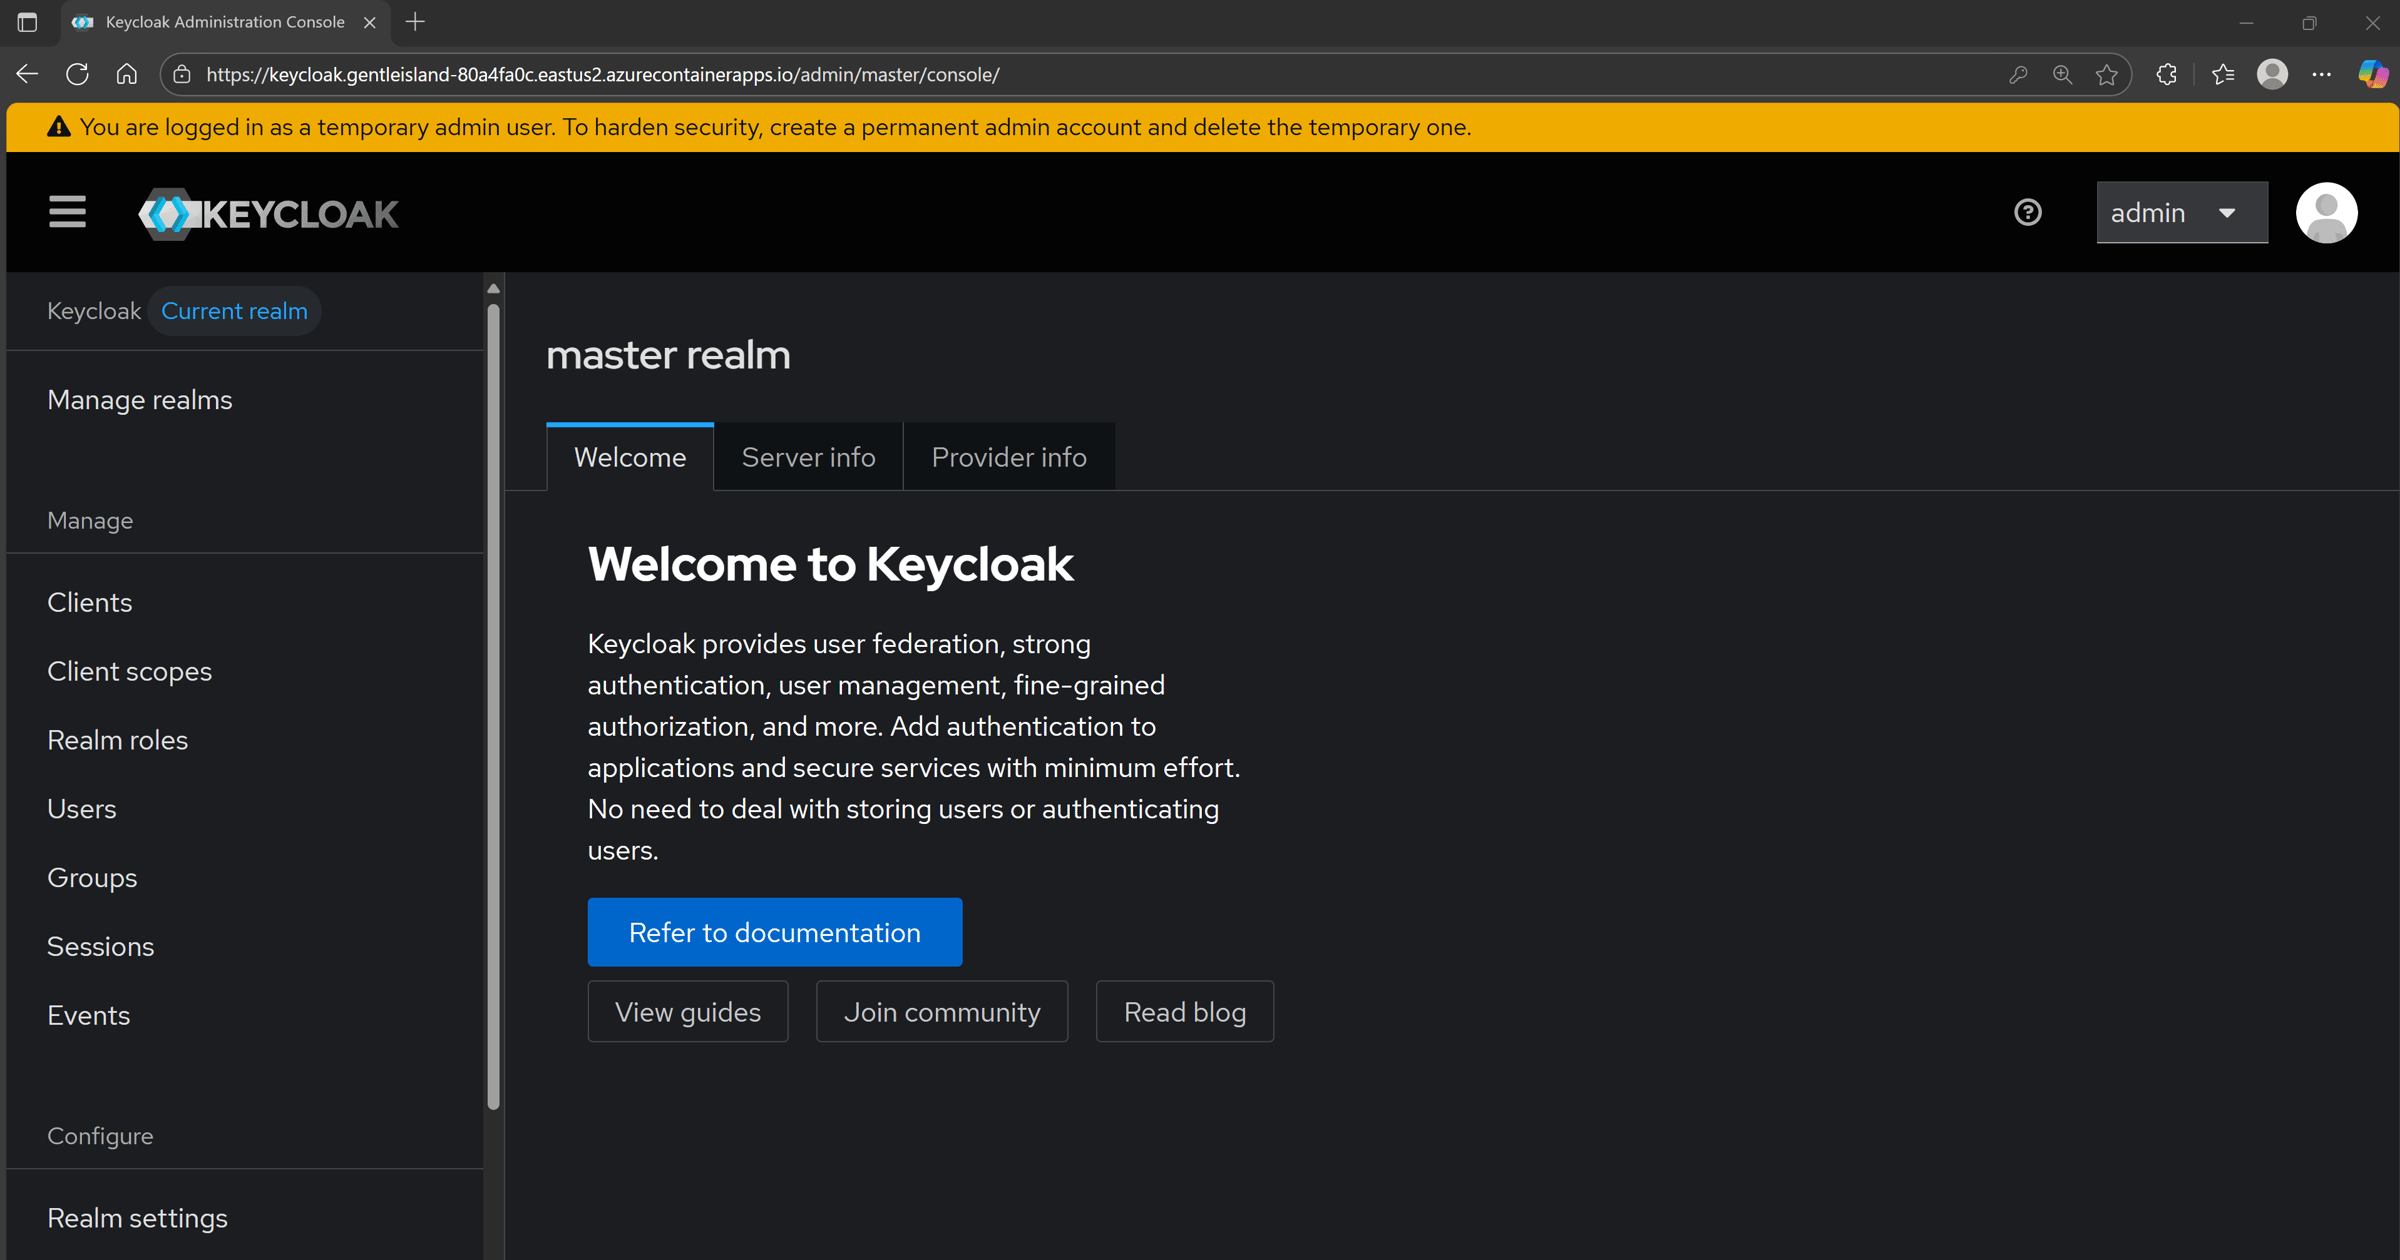 Keycloak Administration Console
https://keycloak.gentleisland-80a4fa0c.eastus2.azurecontainerapps.io/admin/master/console/
You are logged in as a temporary admin user. To harden security, create a permanent admin account and delete the temporary one.
KEYCLOAK
admin
Keycloak Current realm
Manage realms
Manage
Clients
Client scopes
Realm roles
Users
Groups
Sessions
Events
Configure
Realm settings
master realm
Welcome Server info Provider info
Welcome to Keycloak
Keycloak provides user federation, strong
authentication, user management, fine-grained
authorization, and more. Add authentication to
applications and secure services with minimum effort.
No need to deal with storing users or authenticating
users.
Refer to documentation
View guides Join community Read blog